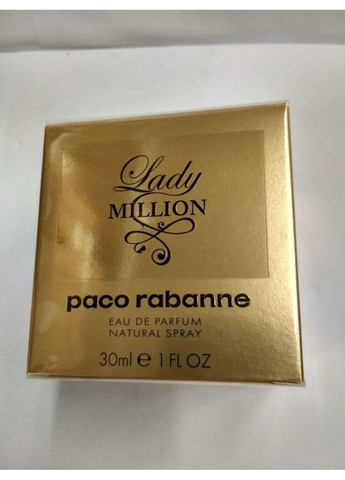 Lady
MILLION
paco rabanne
EAU DE PARFUM
NATURAL SPRAY
30ml e 1 FL OZ